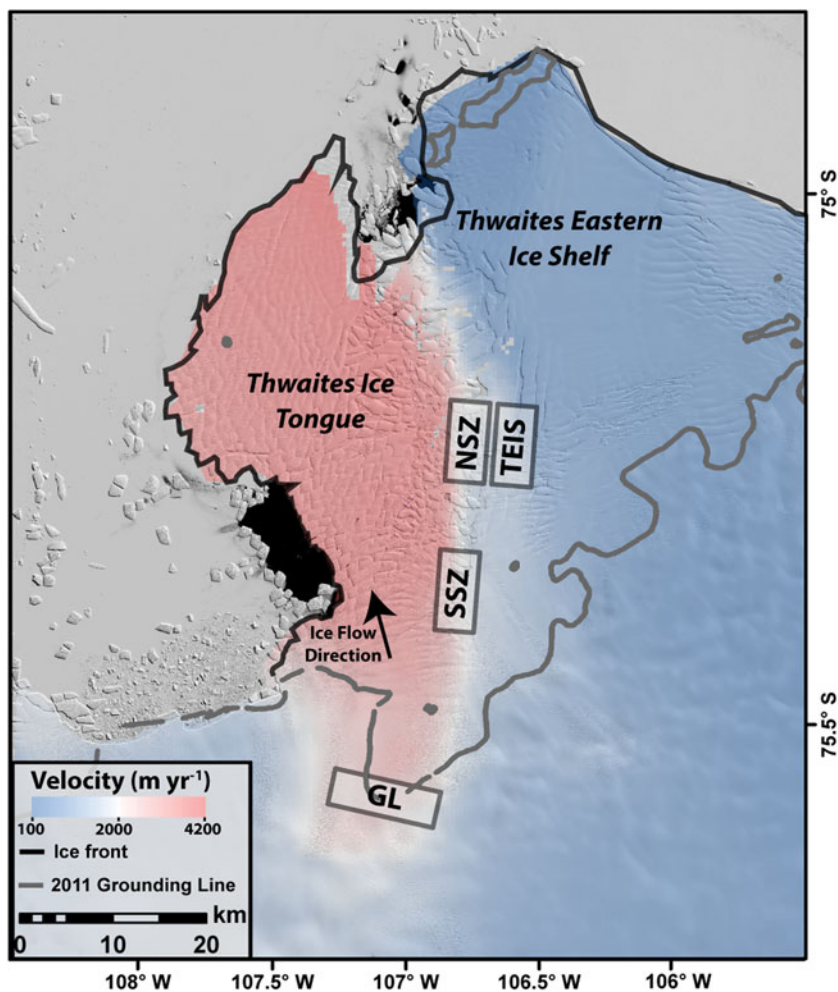 Thwaites Eastern
Ice Shelf
75° S
Thwaites Ice
Tongue
NSZ
TEIS
SSZ
Ice Flow
Direction
75.5° S
GL
Velocity (m yr⁻¹)
100 2000 4200
Ice front
2011 Grounding Line
km
0 10 20
108° W 107.5° W 107° W 106.5° W 106° W